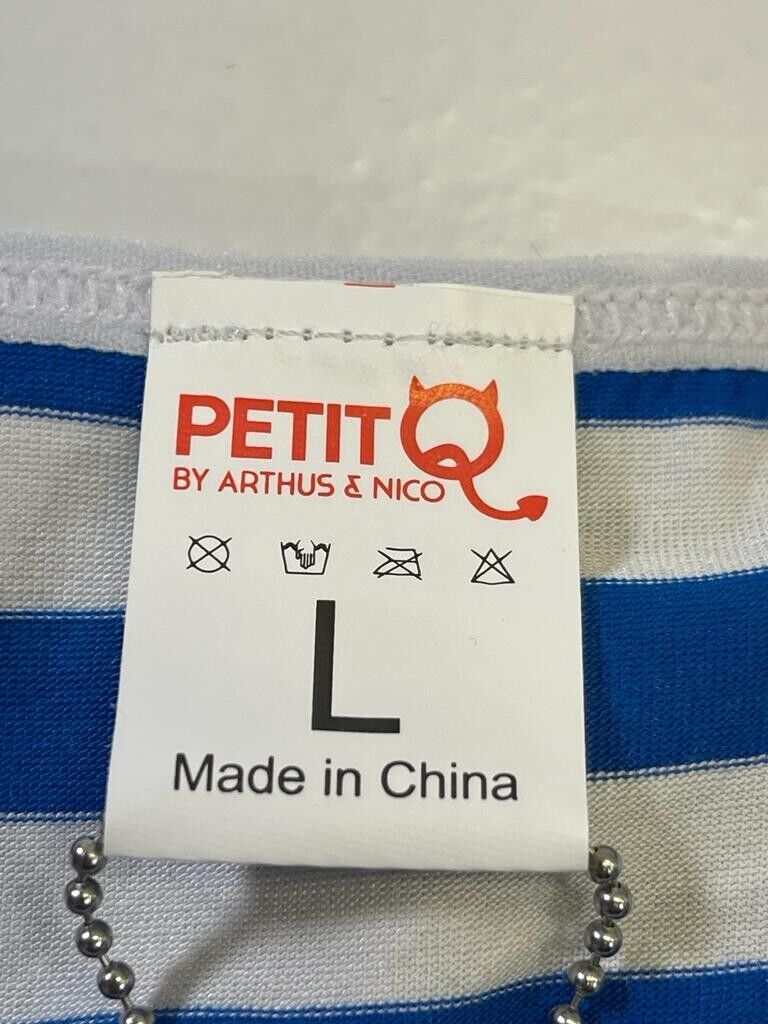 PETIT Q
BY ARTHUS & NICO
L
Made in China